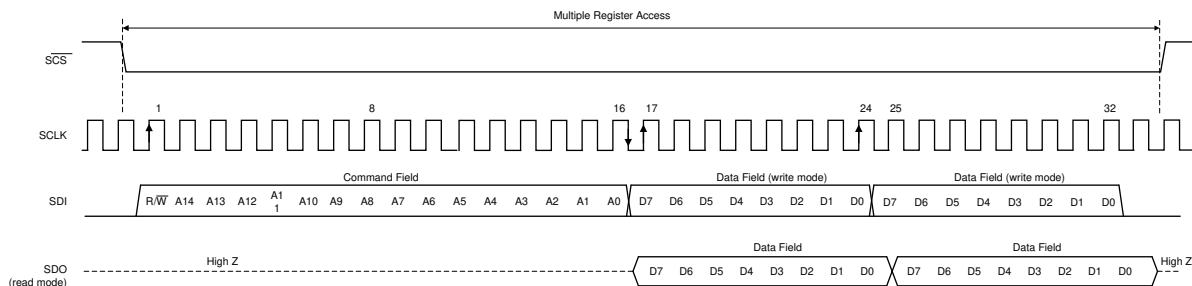 Multiple Register Access
SCS
1 8 16 17 24 25 32
SCLK
Command Field Data Field (write mode) Data Field (write mode)
SDI R/W A14 A13 A12 A1 A10 A9 A8 A7 A6 A5 A4 A3 A2 A1 A0 D7 D6 D5 D4 D3 D2 D1 D0 D7 D6 D5 D4 D3 D2 D1 D0
1
Data Field Data Field
High Z High Z
SDO D7 D6 D5 D4 D3 D2 D1 D0 D7 D6 D5 D4 D3 D2 D1 D0
(read mode)